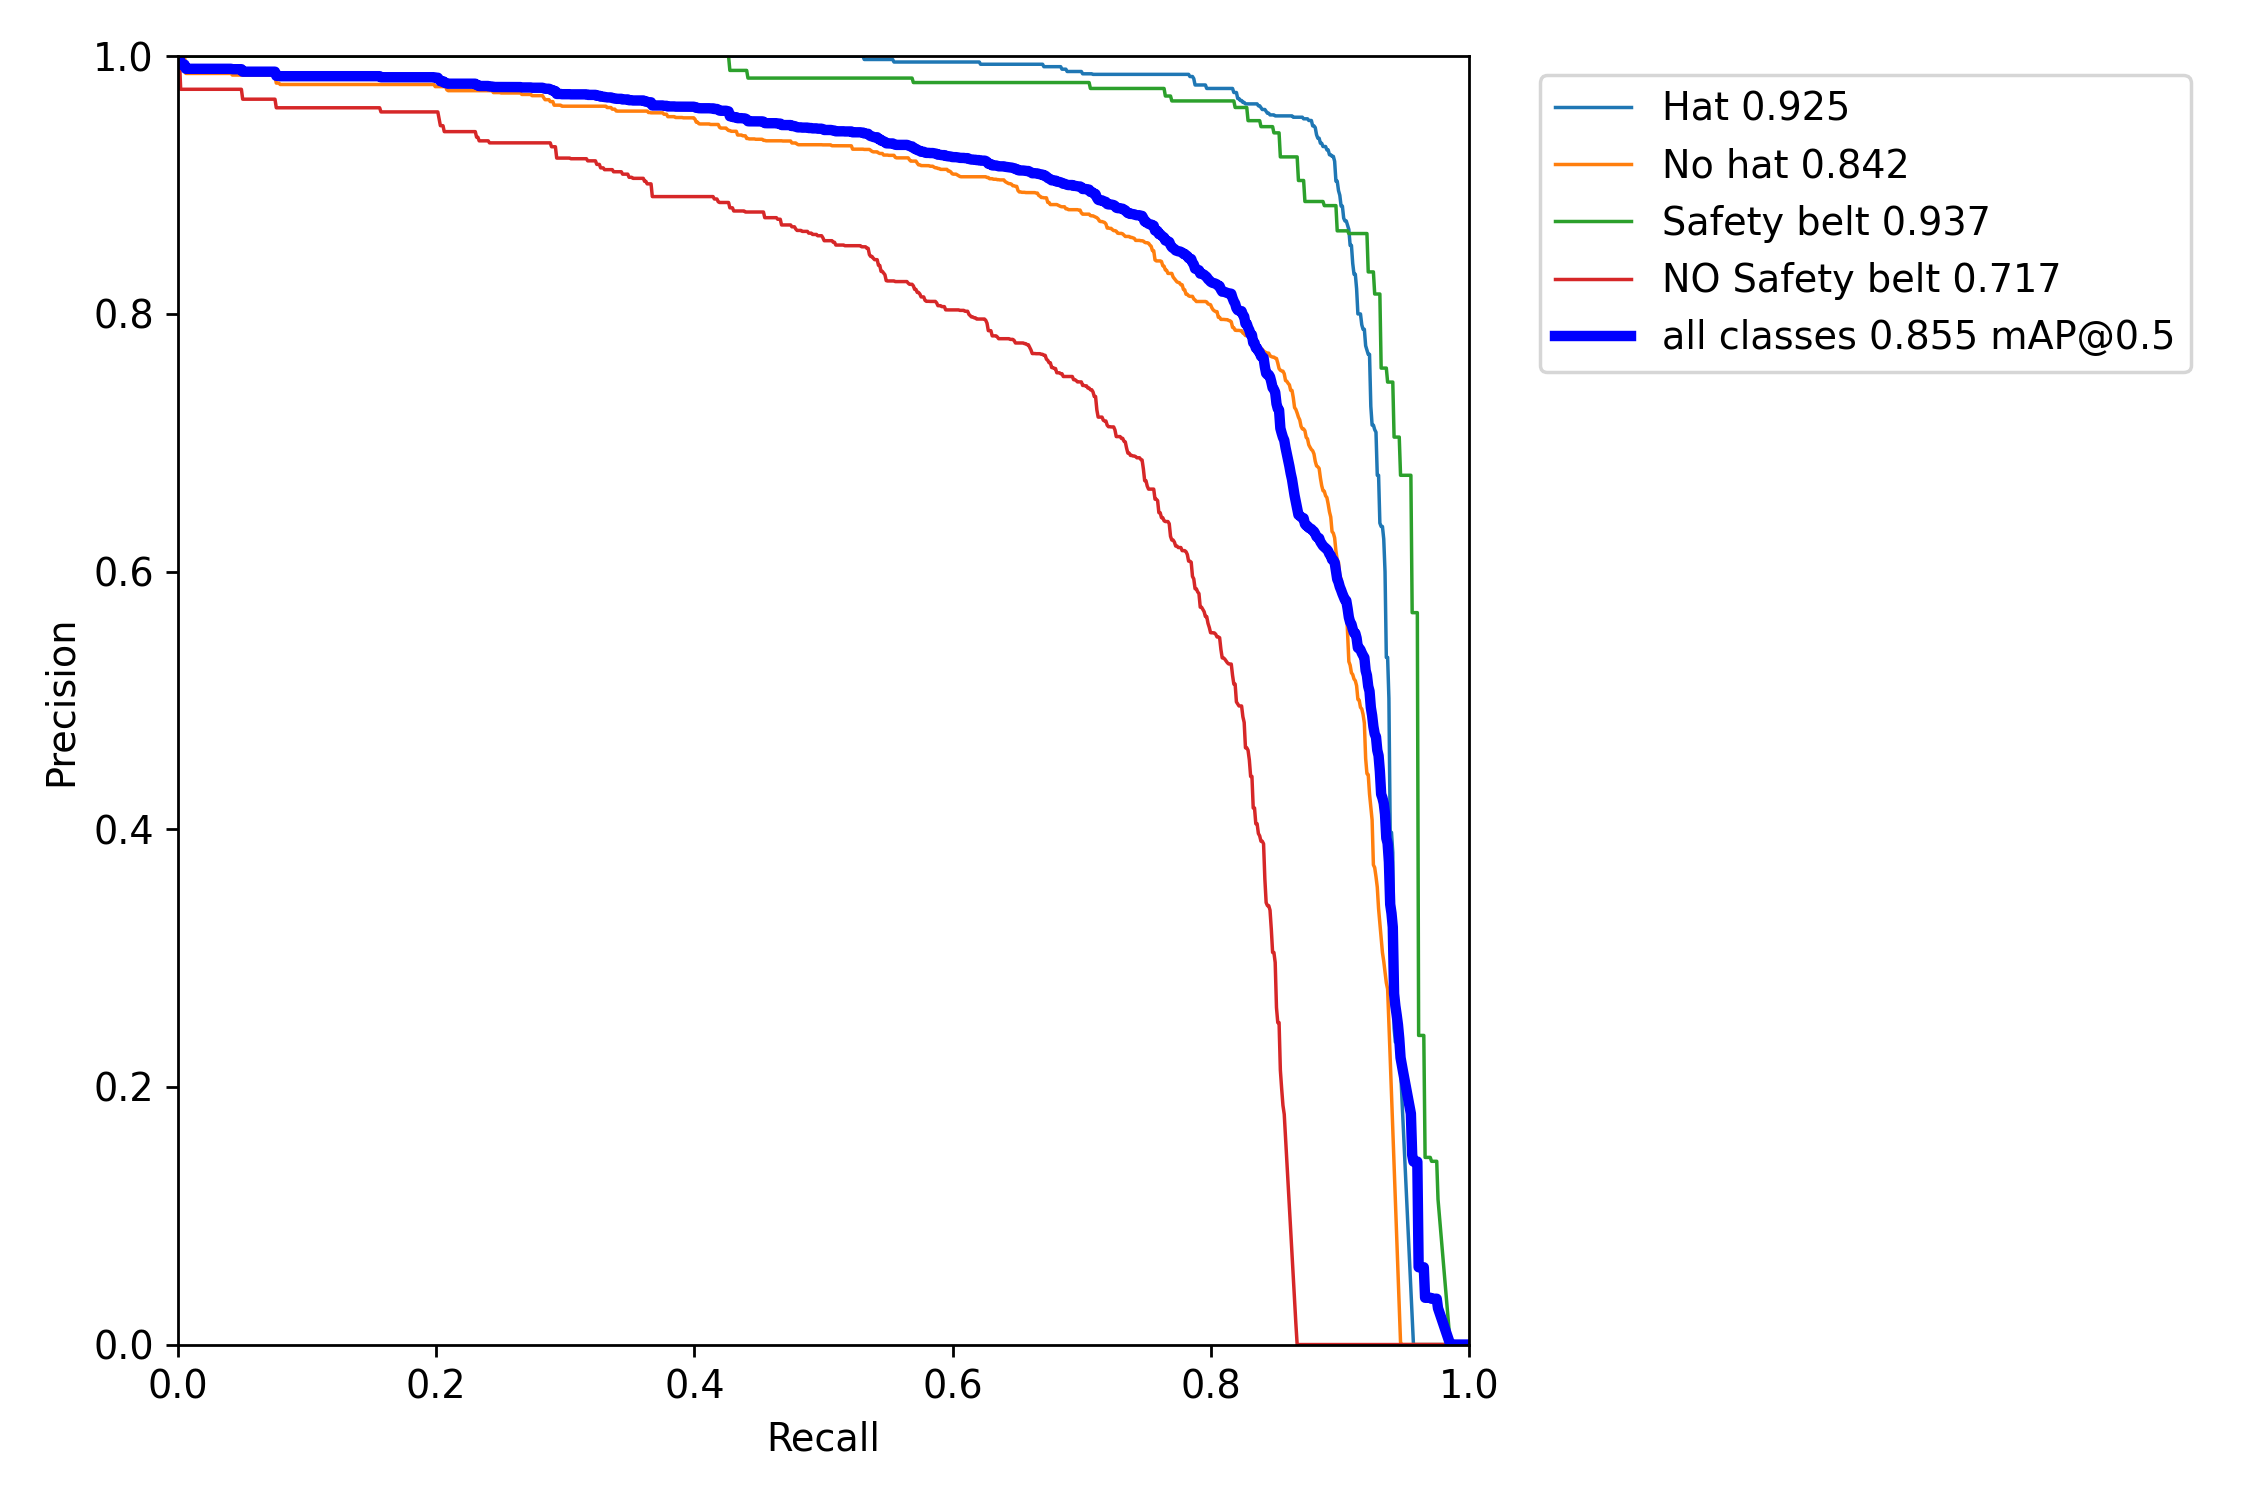 1.0
0.8
0.6
0.4
0.2
0.0
Precision
0.0 0.2 0.4 0.6 0.8 1.0
Recall
Hat 0.925
No hat 0.842
Safety belt 0.937
NO Safety belt 0.717
all classes 0.855 mAP@0.5